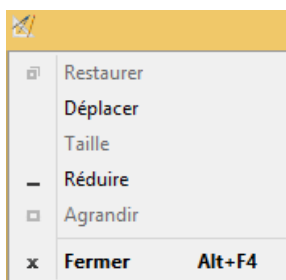 Restaurer
Déplacer
Taille
Réduire
Agrandir
Fermer Alt+F4